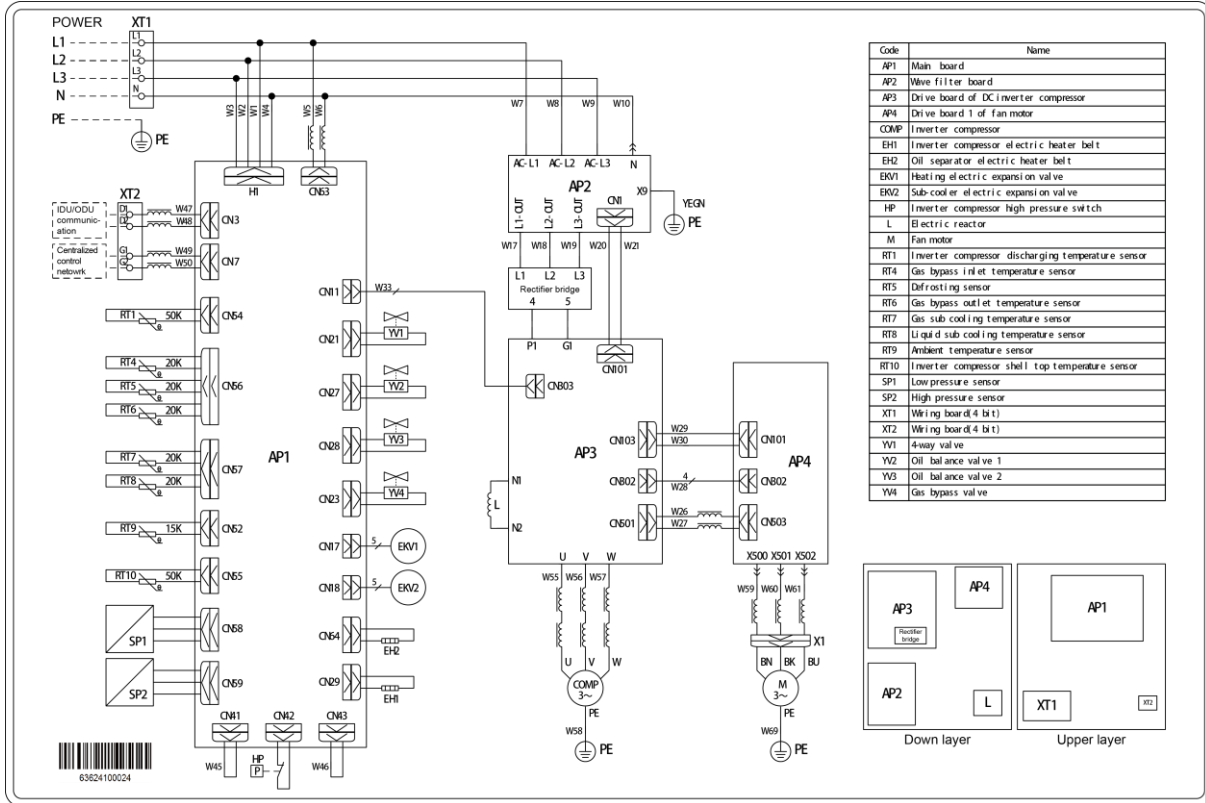 POWER XT1
L1 L1
L2 L2
L3 L3
N N
PE
PE
W3 W2 W1 W4 W5 W6
W7 W8 W9 W10
H1 CN53
XT2
IDU/ODU
communic-
ation
D1 W47
D2 W48
CN3
Centralized
control
netowrk
G1 W49
G2 W50
CN7
RT1 50K CN54
RT4 20K
RT5 20K CN56
RT6 20K
RT7 20K CN57
RT8 20K
RT9 15K CN52
RT10 50K CN55
SP1 CN58
SP2 CN59
AP1
CN11 W33
CN21 YV1
CN27 YV2
CN28 YV3
CN23 YV4
CN17 5 EKV1
CN18 5 EKV2
CN64 EH2
CN29 EH1
CN41 CN42 CN43
W45 HP P W46
63624100024
AC-L1 AC-L2 AC-L3 N
AP2 X9
YEGN
PE
L1-OUT L2-OUT L3-OUT CN1
W17 W18 W19 W20 W21
L1 L2 L3
Rectifier bridge
4 5
P1 G1
CN101
CN803
AP3
N1
L
N2
CN103 W29 CN101
W30
CN802 4 CN802
W28
CN501 W26 CN503
W27
AP4
U V W
W55 W56 W57
U V W
COMP
3~
PE
W58
PE
X500 X501 X502
W59 W60 W61
X1
BN BK BU
M
3~
PE
W69
PE
Code Name
AP1 Main board
AP2 Wave filter board
AP3 Drive board of DC inverter compressor
AP4 Drive board 1 of fan motor
COMP Inverter compressor
EH1 Inverter compressor electric heater belt
EH2 Oil separator electric heater belt
EKV1 Heating electric expansion valve
EKV2 Sub-cooler electric expansion valve
HP Inverter compressor high pressure switch
L Electric reactor
M Fan motor
RT1 Inverter compressor discharging temperature sensor
RT4 Gas bypass inlet temperature sensor
RT5 Defrosting sensor
RT6 Gas bypass outlet temperature sensor
RT7 Gas sub cooling temperature sensor
RT8 Liquid sub cooling temperature sensor
RT9 Ambient temperature sensor
RT10 Inverter compressor shell top temperature sensor
SP1 Low pressure sensor
SP2 High pressure sensor
XT1 Wiring board(4 bit)
XT2 Wiring board(4 bit)
YV1 4-way valve
YV2 Oil balance valve 1
YV3 Oil balance valve 2
YV4 Gas bypass valve
AP3
Rectifier
bridge
AP4
AP2
L
Down layer
AP1
XT1
XT2
Upper layer